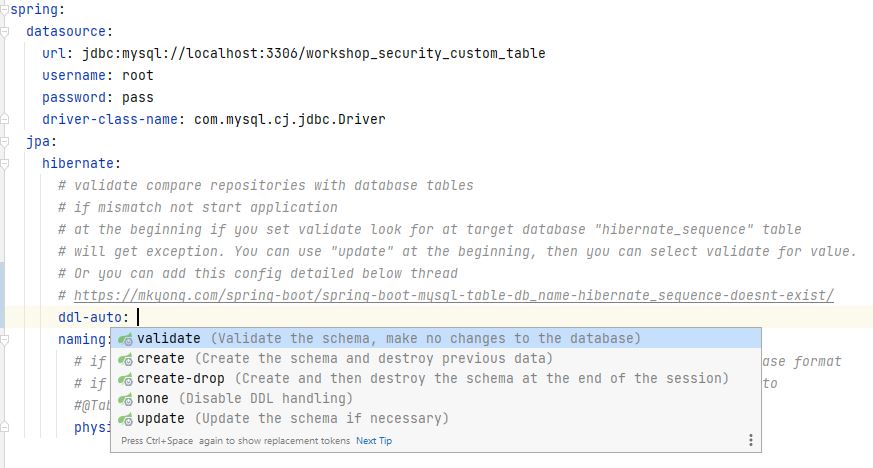 spring:
datasource:
url: jdbc:mysql://localhost:3306/workshop_security_custom_table
username: root
password: pass
driver-class-name: com.mysql.cj.jdbc.Driver
jpa:
hibernate:
# validate compare repositories with database tables
# if mismatch not start application
# at the beginning if you set validate look for at target database "hibernate_sequence" table
# will get exception. You can use "update" at the beginning, then you can select validate for value.
# Or you can add this config detailed below thread
# https://mkyong.com/spring-boot/spring-boot-mysql-table-db_name-hibernate_sequence-doesnt-exist/
ddl-auto:
naming:
validate (Validate the schema, make no changes to the database)
create (Create the schema and destroy previous data)
# if ase format
create-drop (Create and then destroy the schema at the end of the session)
# if to
none (Disable DDL handling)
#@Tab
update (Update the schema if necessary)
physi
Press Ctrl+Space again to show replacement tokens Next Tip